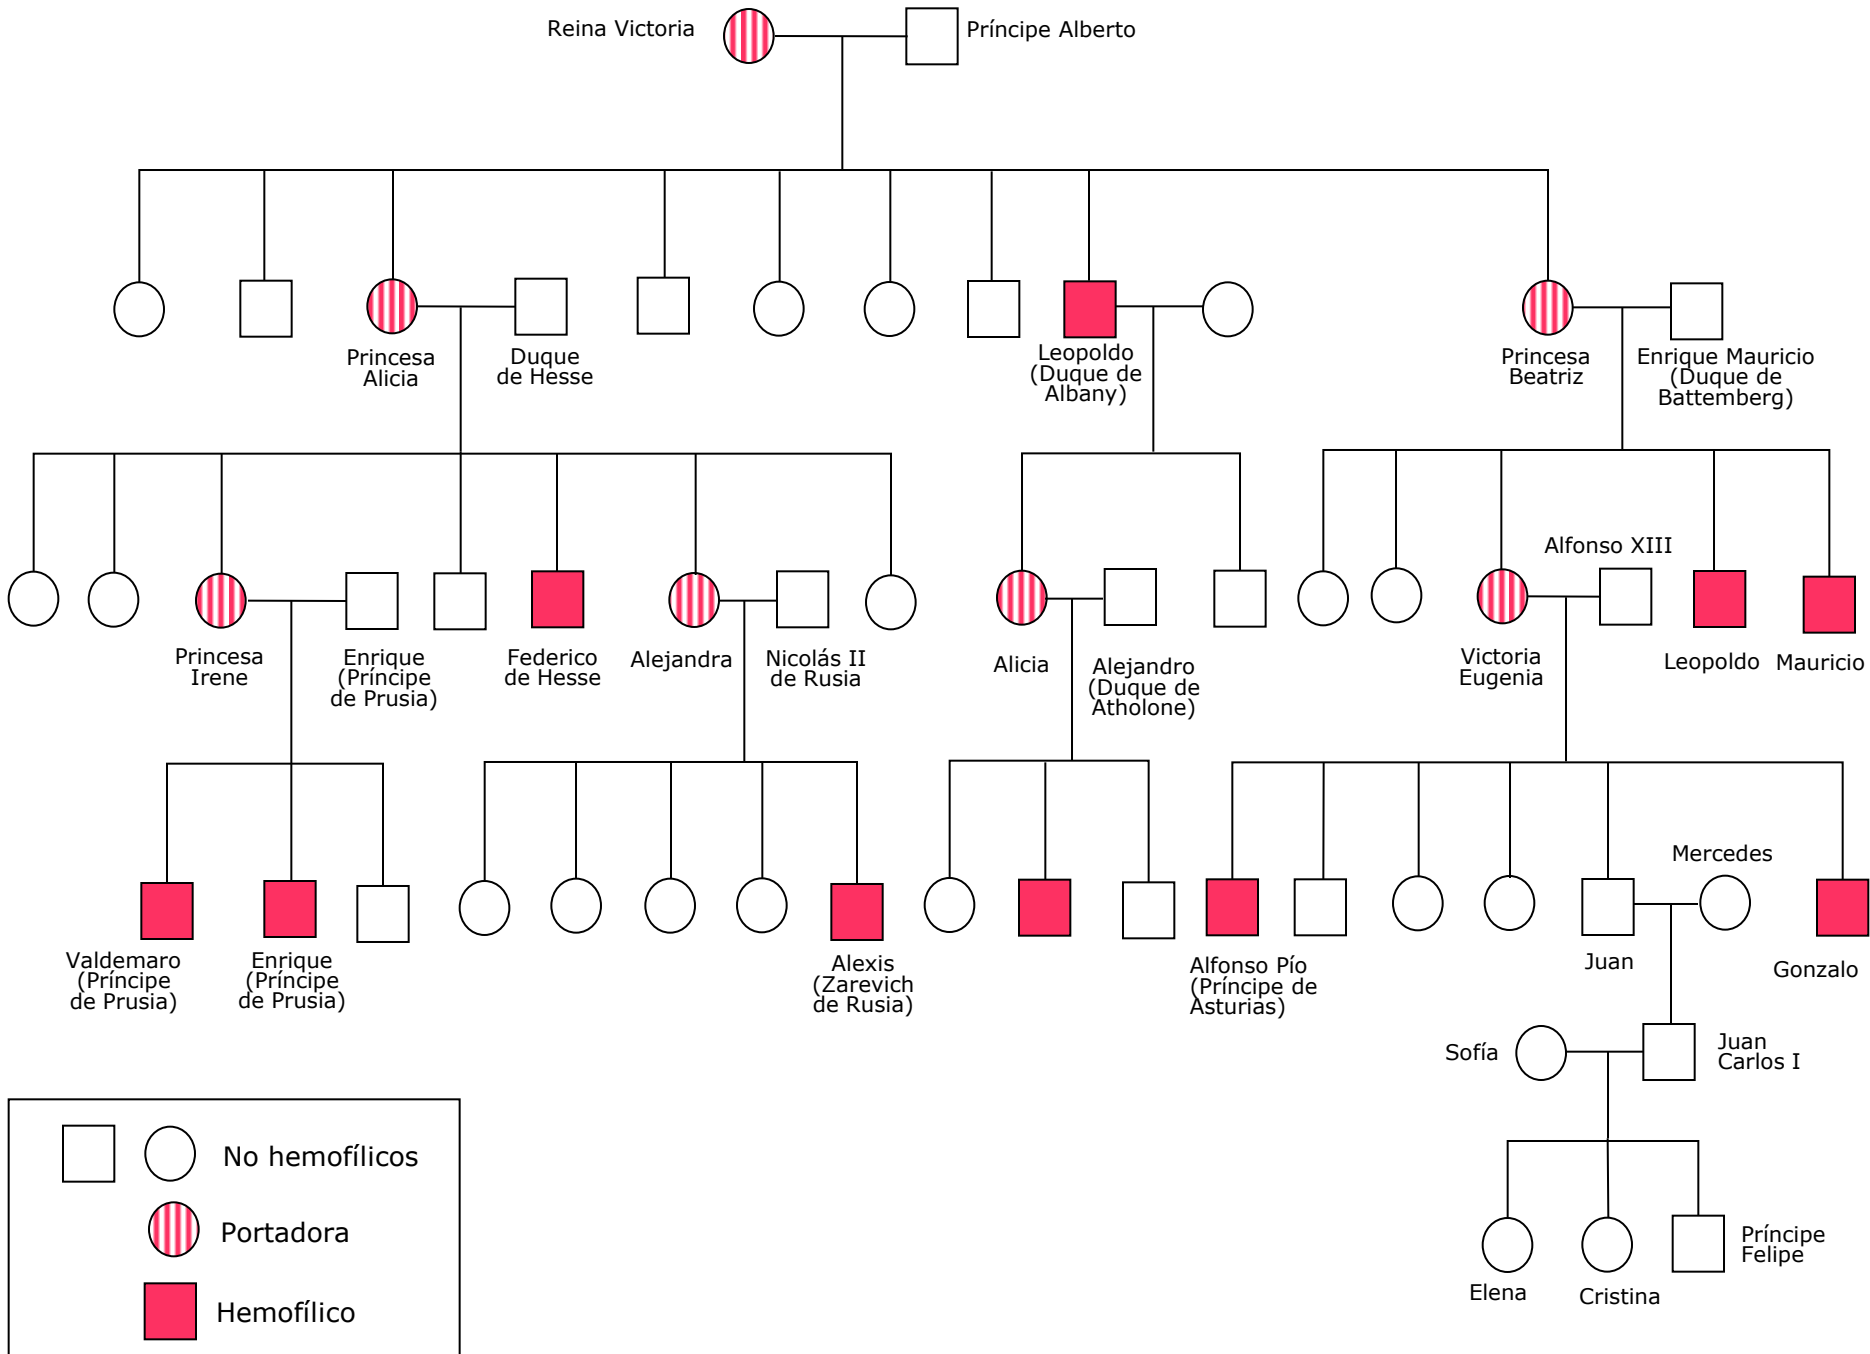 Reina Victoria
Príncipe Alberto
Princesa
Alicia
Duque
de Hesse
Leopoldo
(Duque de
Albany)
Princesa
Beatriz
Enrique Mauricio
(Duque de
Battemberg)
Alfonso XIII
Princesa
Irene
Enrique
(Príncipe
de Prusia)
Federico
de Hesse
Alejandra
Nicolás II
de Rusia
Alicia
Alejandro
(Duque de
Atholone)
Victoria
Eugenia
Leopoldo
Mauricio
Mercedes
Valdemaro
(Príncipe
de Prusia)
Enrique
(Príncipe
de Prusia)
Alexis
(Zarevich
de Rusia)
Alfonso Pío
(Príncipe de
Asturias)
Juan
Gonzalo
Sofía
Juan
Carlos I
Príncipe
Felipe
Elena
Cristina
No hemofílicos
Portadora
Hemofílico